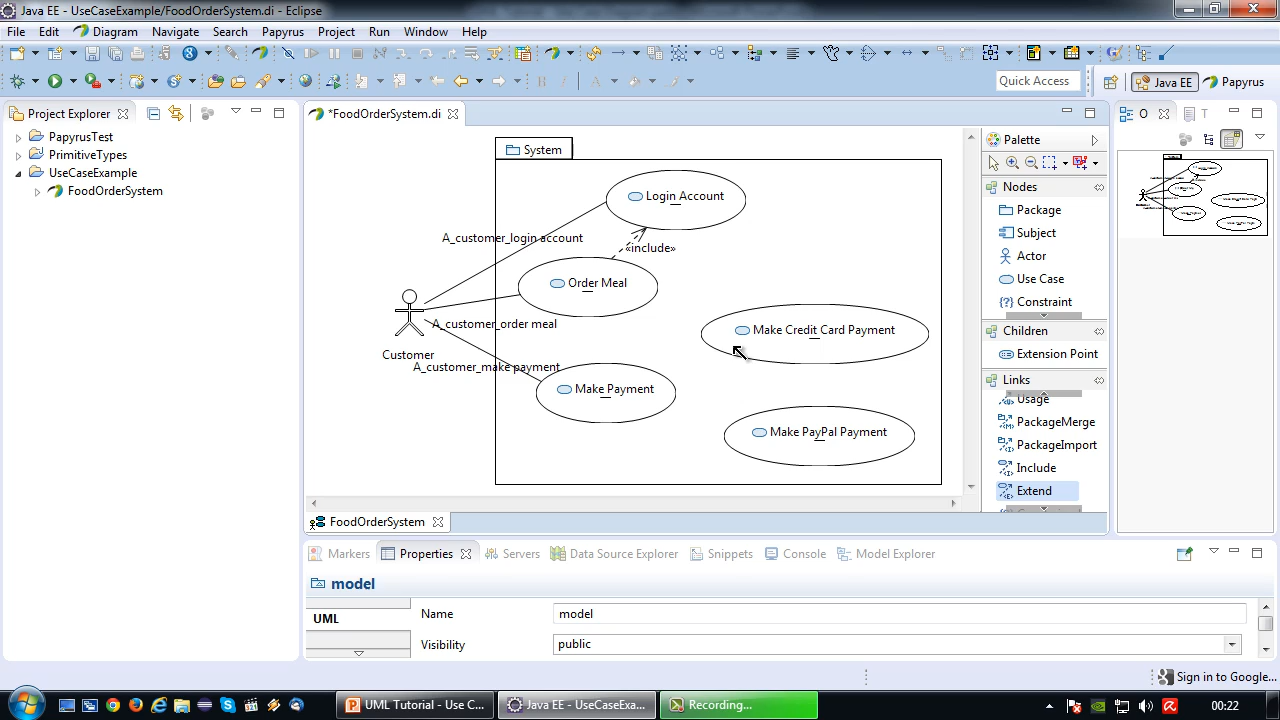 Java EE - UseCaseExample/FoodOrderSystem.di - Eclipse
File Edit Diagram Navigate Search Papyrus Project Run Window Help
Quick Access
Java EE
Papyrus
Project Explorer
PapyrusTest
PrimitiveTypes
UseCaseExample
FoodOrderSystem
*FoodOrderSystem.di
System
Login Account
A_customer_login account
«include»
Order Meal
A_customer_order meal
Customer
A_customer_make payment
Make Payment
Make Credit Card Payment
Make PayPal Payment
Palette
Nodes
Package
Subject
Actor
Use Case
Constraint
Children
Extension Point
Links
Usage
PackageMerge
PackageImport
Include
Extend
O
T
FoodOrderSystem
Markers Properties Servers Data Source Explorer Snippets Console Model Explorer
model
UML
Name model
Visibility public
Sign in to Google...
UML Tutorial - Use C...
Java EE - UseCaseExa...
Recording...
00:22